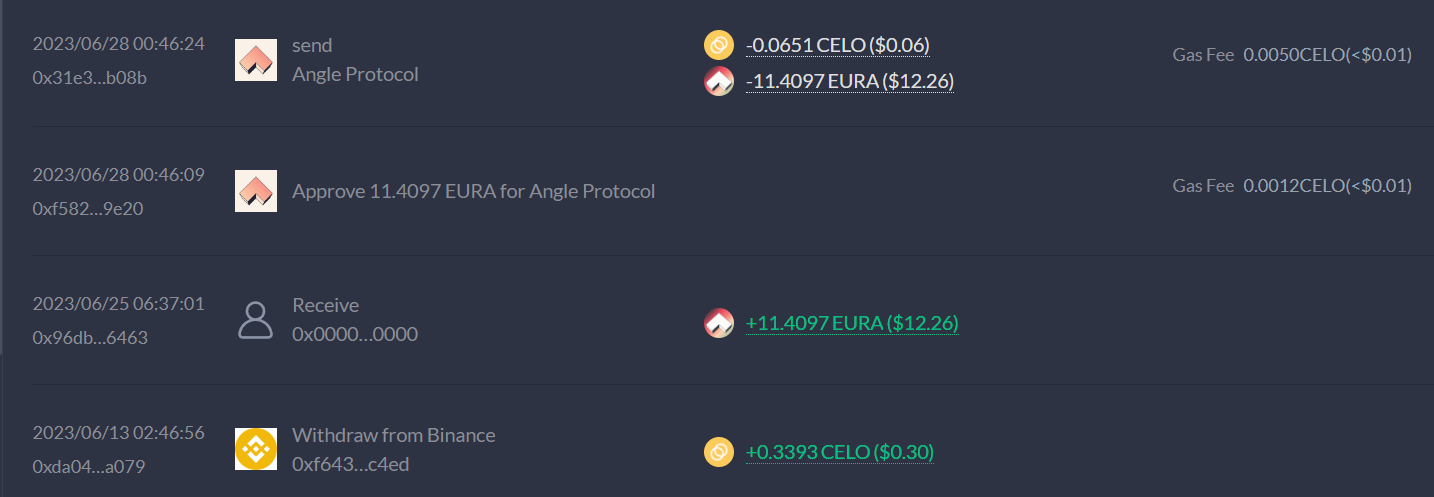 2023/06/28 00:46:24
0x31e3...b08b
send
Angle Protocol
-0.0651 CELO ($0.06)
-11.4097 EURA ($12.26)
Gas Fee 0.0050CELO(<$0.01)
2023/06/28 00:46:09
0xf582...9e20
Approve 11.4097 EURA for Angle Protocol
Gas Fee 0.0012CELO(<$0.01)
2023/06/25 06:37:01
0x96db...6463
Receive
0x0000...0000
+11.4097 EURA ($12.26)
2023/06/13 02:46:56
0xda04...a079
Withdraw from Binance
0xf643...c4ed
+0.3393 CELO ($0.30)